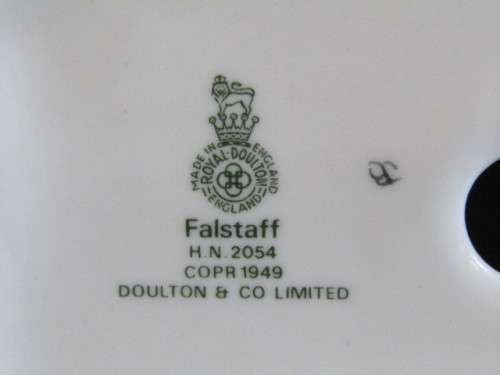 MADE IN ENGLAND
ROYAL·DOULTON
ENGLAND
Falstaff
H.N. 2054
COPR 1949
DOULTON & CO LIMITED